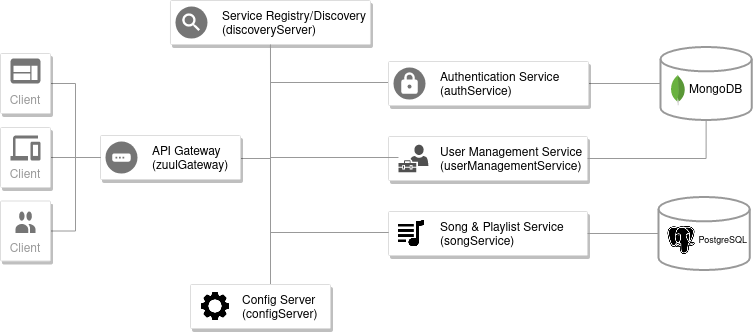 Service Registry/Discovery
(discoveryServer)
Client
Authentication Service
(authService)
MongoDB
API Gateway
(zuulGateway)
Client
User Management Service
(userManagementService)
Client
Song & Playlist Service
(songService)
PostgreSQL
Config Server
(configServer)